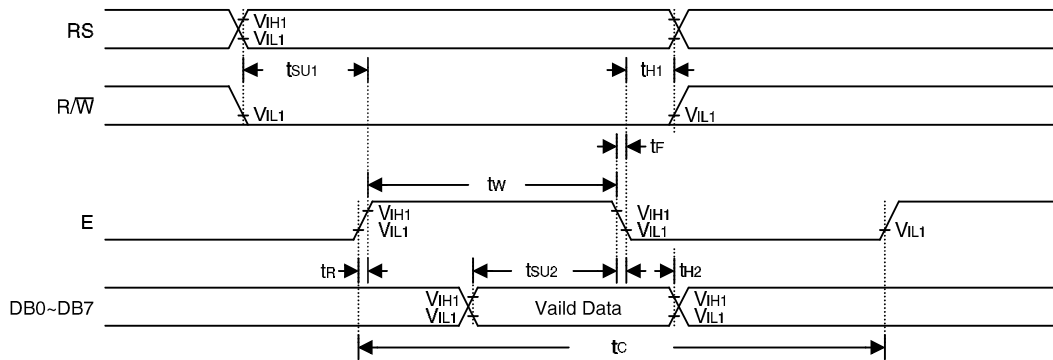 RS
VIH1
VIL1
tSU1
tH1
R/W̅
VIL1
VIL1
tF
tW
E
VIH1
VIL1
VIH1
VIL1
VIL1
tR
tSU2
tH2
DB0~DB7
VIH1
VIL1
Vaild Data
VIH1
VIL1
tC